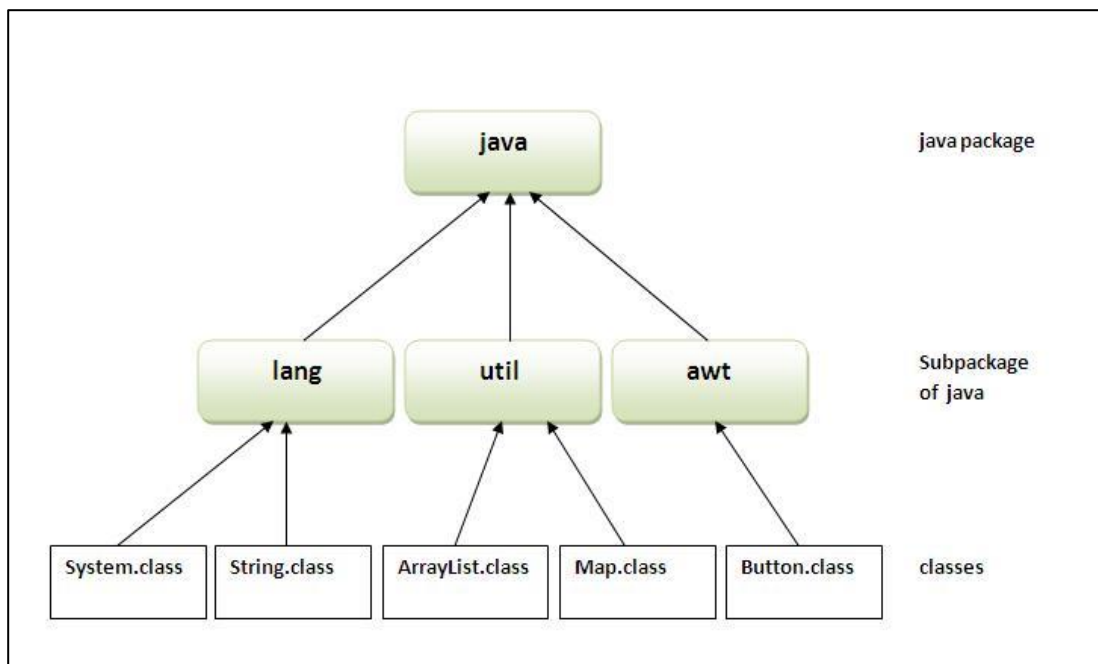 java
java package
lang
util
awt
Subpackage
of java
System.class
String.class
ArrayList.class
Map.class
Button.class
classes